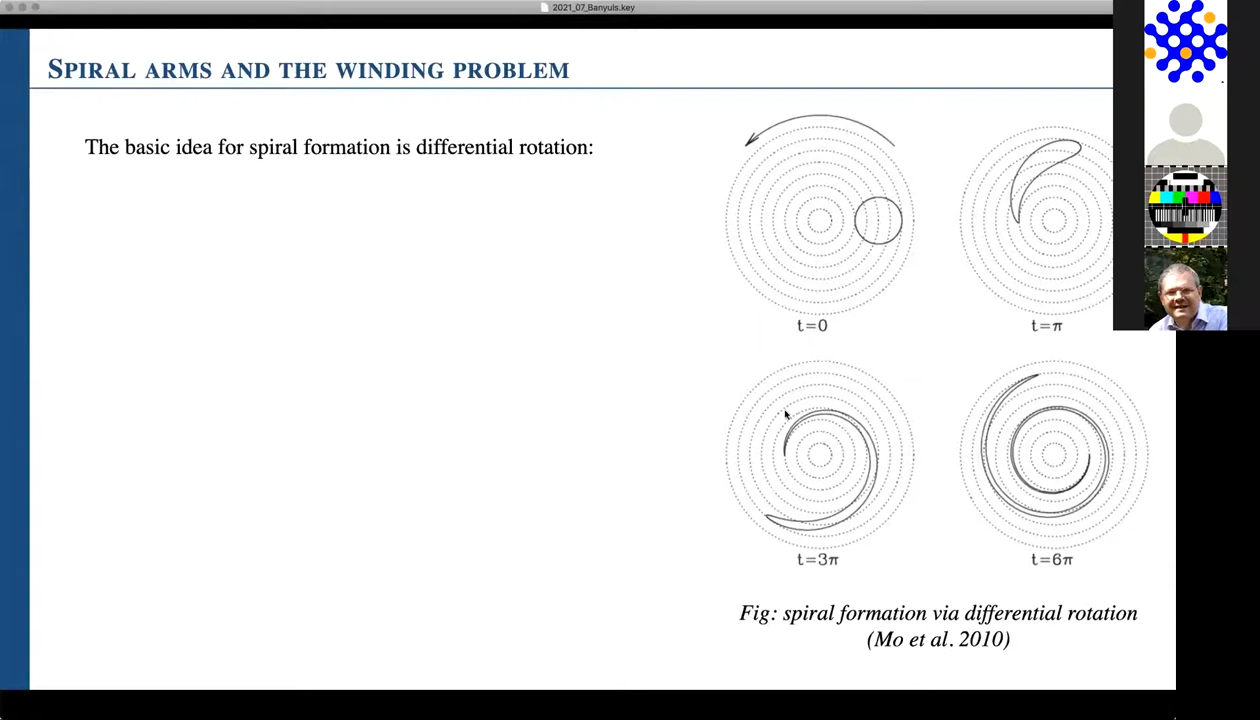 2021_07_Banyuls.key
SPIRAL ARMS AND THE WINDING PROBLEM
The basic idea for spiral formation is differential rotation:
t=0
t=π
t=3π
t=6π
Fig: spiral formation via differential rotation
(Mo et al. 2010)